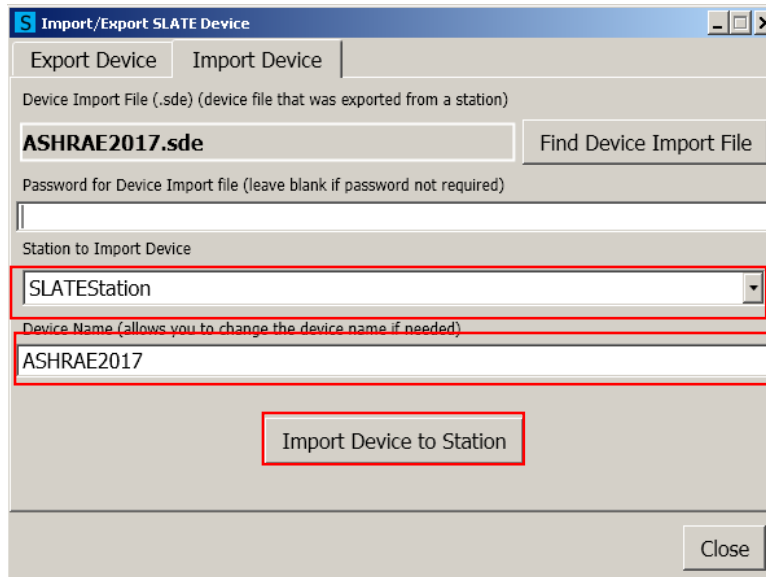 S Import/Export SLATE Device
Export Device Import Device
Device Import File (.sde) (device file that was exported from a station)
ASHRAE2017.sde Find Device Import File
Password for Device Import file (leave blank if password not required)
Station to Import Device
SLATEStation
Device Name (allows you to change the device name if needed)
ASHRAE2017
Import Device to Station
Close